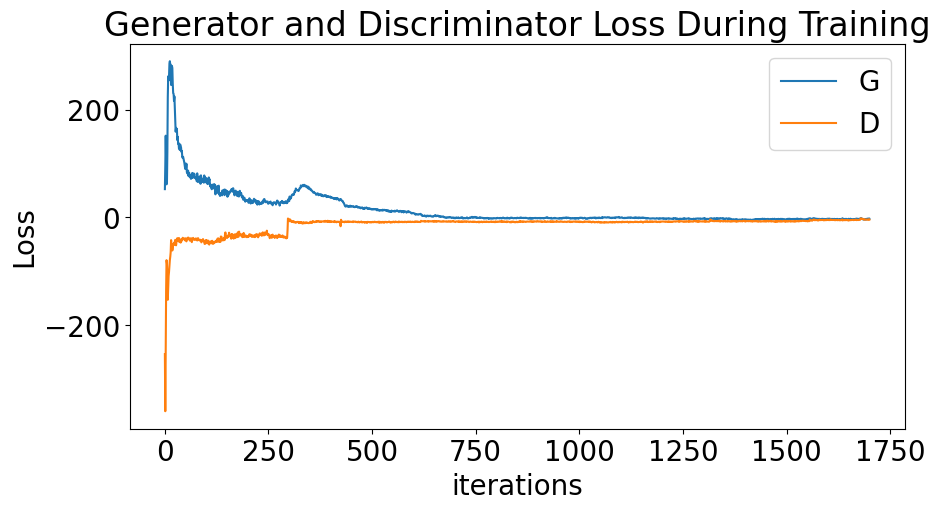 Generator and Discriminator Loss During Training
G
D
200
0
−200
Loss
0 250 500 750 1000 1250 1500 1750
iterations